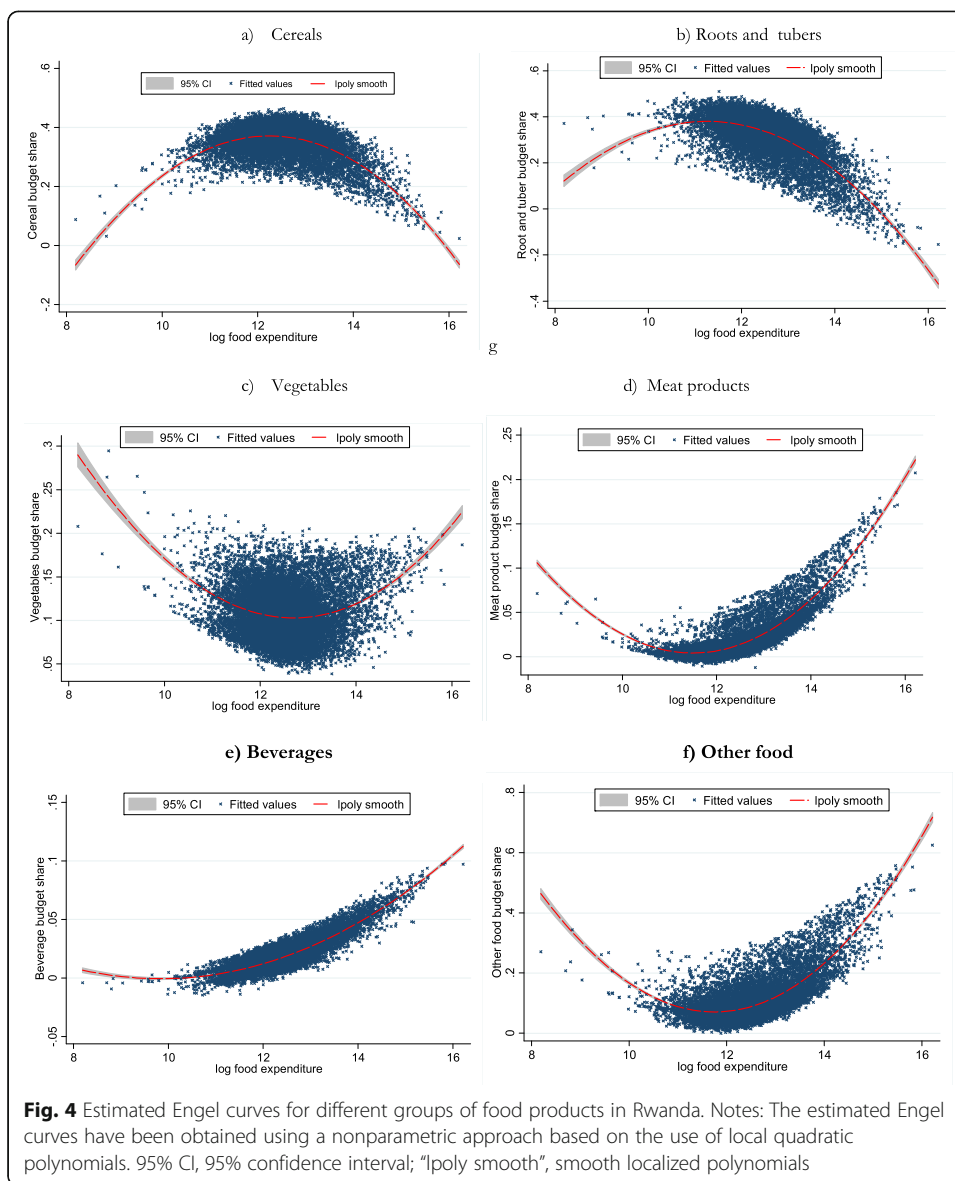 a) Cereals
95% CI Fitted values lpoly smooth
Cereal budget share
.6
.4
.2
0
-.2
8 10 12 14 16
log food expenditure
b) Roots and tubers
95% CI Fitted values lpoly smooth
Root and tuber budget share
.6
.4
.2
0
-.2
-.4
8 10 12 14 16
log food expenditure
g
c) Vegetables
95% CI Fitted values lpoly smooth
Vegetables budget share
.3
.25
.2
.15
.1
.05
8 10 12 14 16
log food expenditure
d) Meat products
95% CI Fitted values lpoly smooth
Meat product budget share
.25
.2
.15
.1
.05
0
8 10 12 14 16
log food expenditure
e) Beverages
95% CI Fitted values lpoly smooth
Beverage budget share
.15
.1
.05
0
-.05
8 10 12 14 16
log food expenditure
f) Other food
95% CI Fitted values lpoly smooth
Other food budget share
.8
.6
.4
.2
0
8 10 12 14 16
log food expenditure
Fig. 4 Estimated Engel curves for different groups of food products in Rwanda. Notes: The estimated Engel
curves have been obtained using a nonparametric approach based on the use of local quadratic
polynoms. 95% CI, 95% confidence interval; "lpoly smooth", smooth localized polynomials